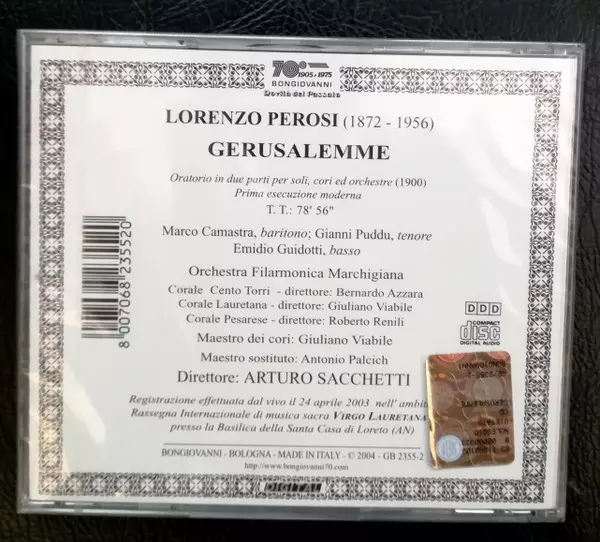 70° 1905-1975
BONGIOVANNI
Novità del Passato
LORENZO PEROSI (1872 - 1956)
GERUSALEMME
Oratorio in due parti per soli, cori ed orchestre (1900)
Prima esecuzione moderna
T. T.: 78' 56"
Marco Camastra, baritono; Gianni Puddu, tenore
Emidio Guidotti, basso
Orchestra Filarmonica Marchigiana
Corale Cento Torri - direttore: Bernardo Azzara
Corale Lauretana - direttore: Giuliano Viabile
Corale Pesarese - direttore: Roberto Renili
Maestro dei cori: Giuliano Viabile
Maestro sostituto: Antonio Palcich
Direttore: ARTURO SACCHETTI
Registrazione effettuata dal vivo il 24 aprile 2003 nell'ambit
Rassegna Internazionale di musica sacra VIRGO LAURETANA
presso la Basilica della Santa Casa di Loreto (AN)
BONGIOVANNI - BOLOGNA - MADE IN ITALY - © 2004 - GB 2355-2
http://www.bongiovanni70.com
DIGITAL
8 007068 235520
DDD
COMPACT
disc
DIGITAL AUDIO
BONGIOVANNI
GERUSALEMME